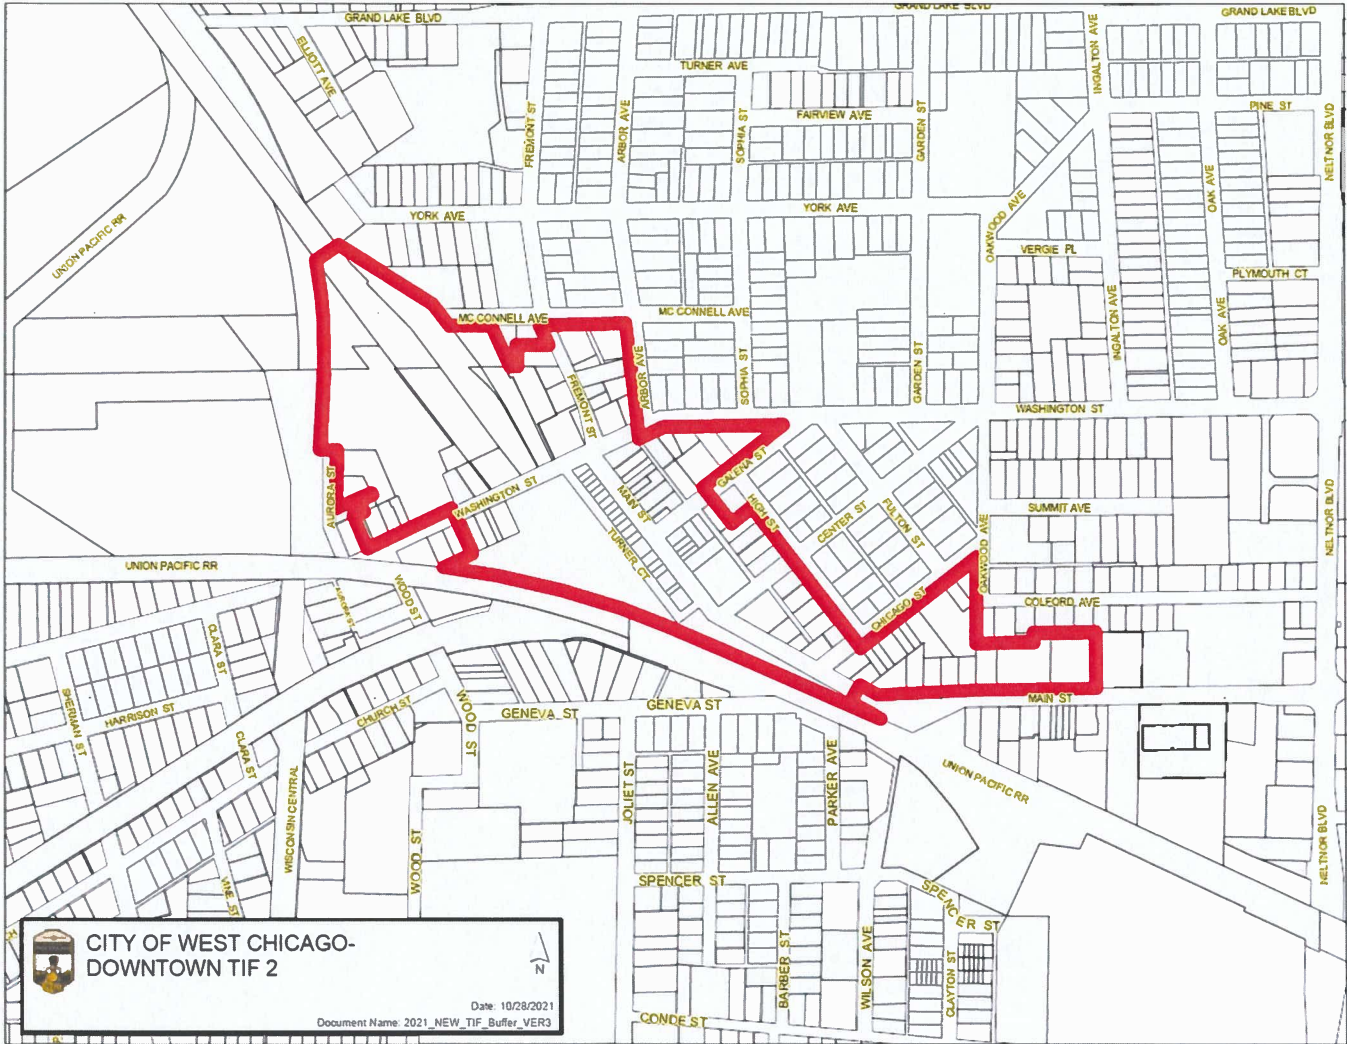 GRAND LAKE BLVD
GRAND LAKE BLVD
GRAND LAKE BLVD
ELLIOTT AVE
INGALTON AVE
TURNER AVE
FREMONT ST
ARBOR AVE
SOPHIA ST
FAIRVIEW AVE
GARDEN ST
PINE ST
NELTNOR BLVD
UNION PACIFIC RR
YORK AVE
YORK AVE
OAKWOOD AVE
OAK AVE
VERGIE PL
PLYMOUTH CT
MC CONNELL AVE
MC CONNELL AVE
INGALTON AVE
OAK AVE
FREMONT ST
ARBOR AVE
SOPHIA ST
GARDEN ST
WASHINGTON ST
AURORA ST
WASHINGTON ST
MAIN ST
GALENA ST
HIGH ST
CENTER ST
FULTON ST
SUMMIT AVE
NELTNOR BLVD
UNION PACIFIC RR
TURNER CT
OAKWOOD AVE
AURORA ST
WOOD ST
CHICAGO ST
COLFORD AVE
CLARA ST
SHERMAN ST
HARRISON ST
CHURCH ST
WOOD ST
GENEVA ST
GENEVA ST
MAIN ST
CLARA ST
WISCONSIN CENTRAL
JOLIET ST
ALLEN AVE
PARKER AVE
UNION PACIFIC RR
NELTNOR BLVD
WOOD ST
VINE ST
SPENCER ST
SPENCER ST
BARBER ST
WILSON AVE
CLAYTON ST
CONDE ST
CITY OF WEST CHICAGO-
DOWNTOWN TIF 2
N
Date: 10/28/2021
Document Name: 2021_NEW_TIF_Buffer_VER3